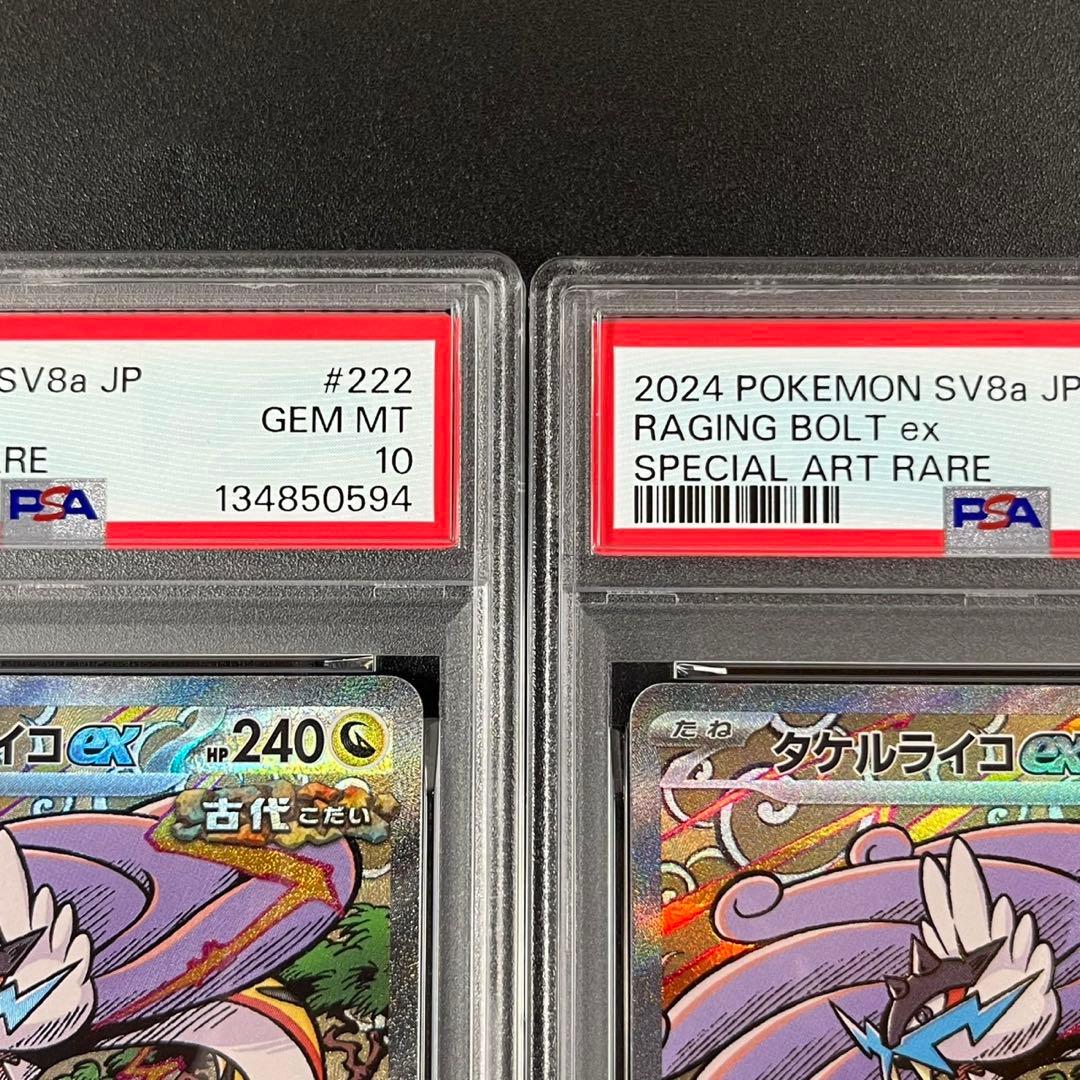 SV8a JP #222
GEM MT
ARE 10
PSA 134850594
2024 POKEMON SV8a JP
RAGING BOLT ex
SPECIAL ART RARE
PSA
イコex HP 240
古代 こだい
たね タケルライコex